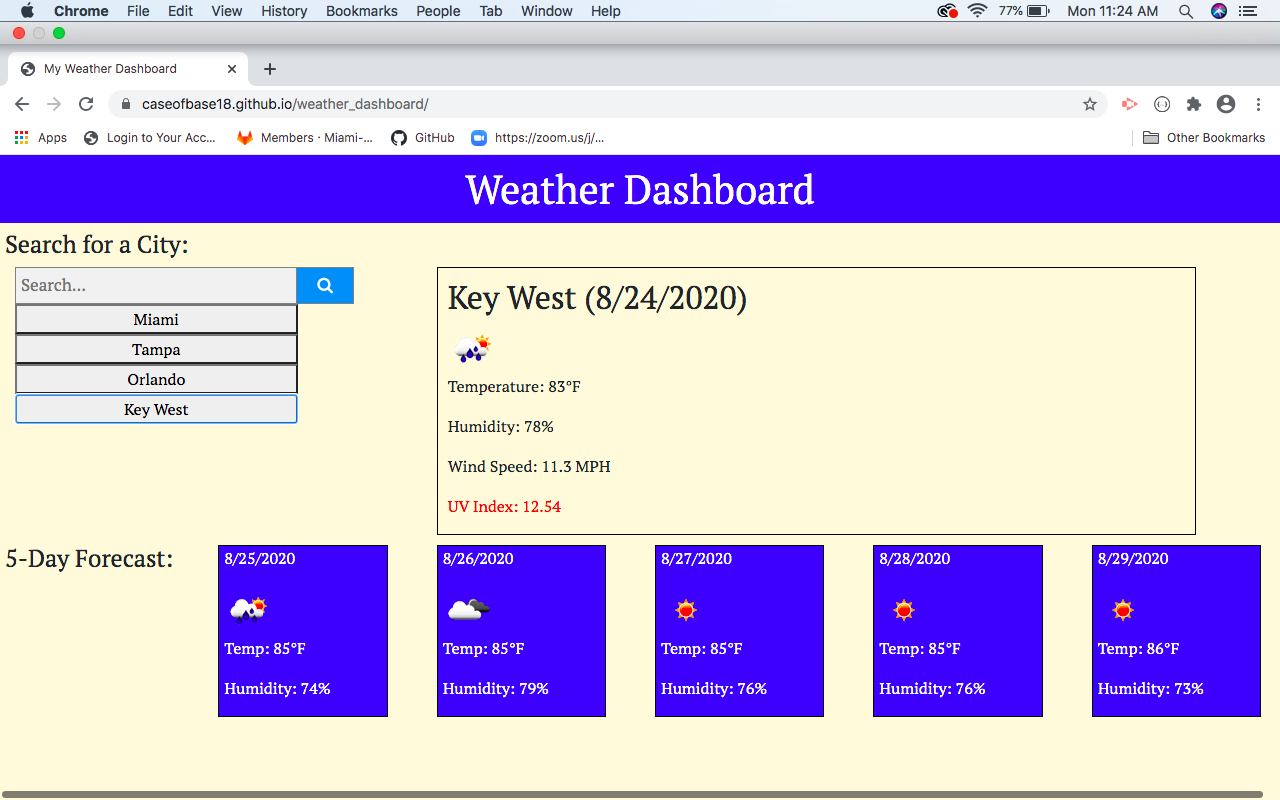 Chrome File Edit View History Bookmarks People Tab Window Help 77% Mon 11:24 AM
My Weather Dashboard
caseofbase18.github.io/weather_dashboard/
Apps Login to Your Acc... Members · Miami-... GitHub https://zoom.us/j/... Other Bookmarks
Weather Dashboard
Search for a City:
Search...
Miami
Tampa
Orlando
Key West
Key West (8/24/2020)
Temperature: 83°F
Humidity: 78%
Wind Speed: 11.3 MPH
UV Index: 12.54
5-Day Forecast:
8/25/2020
Temp: 85°F
Humidity: 74%
8/26/2020
Temp: 85°F
Humidity: 79%
8/27/2020
Temp: 85°F
Humidity: 76%
8/28/2020
Temp: 85°F
Humidity: 76%
8/29/2020
Temp: 86°F
Humidity: 73%